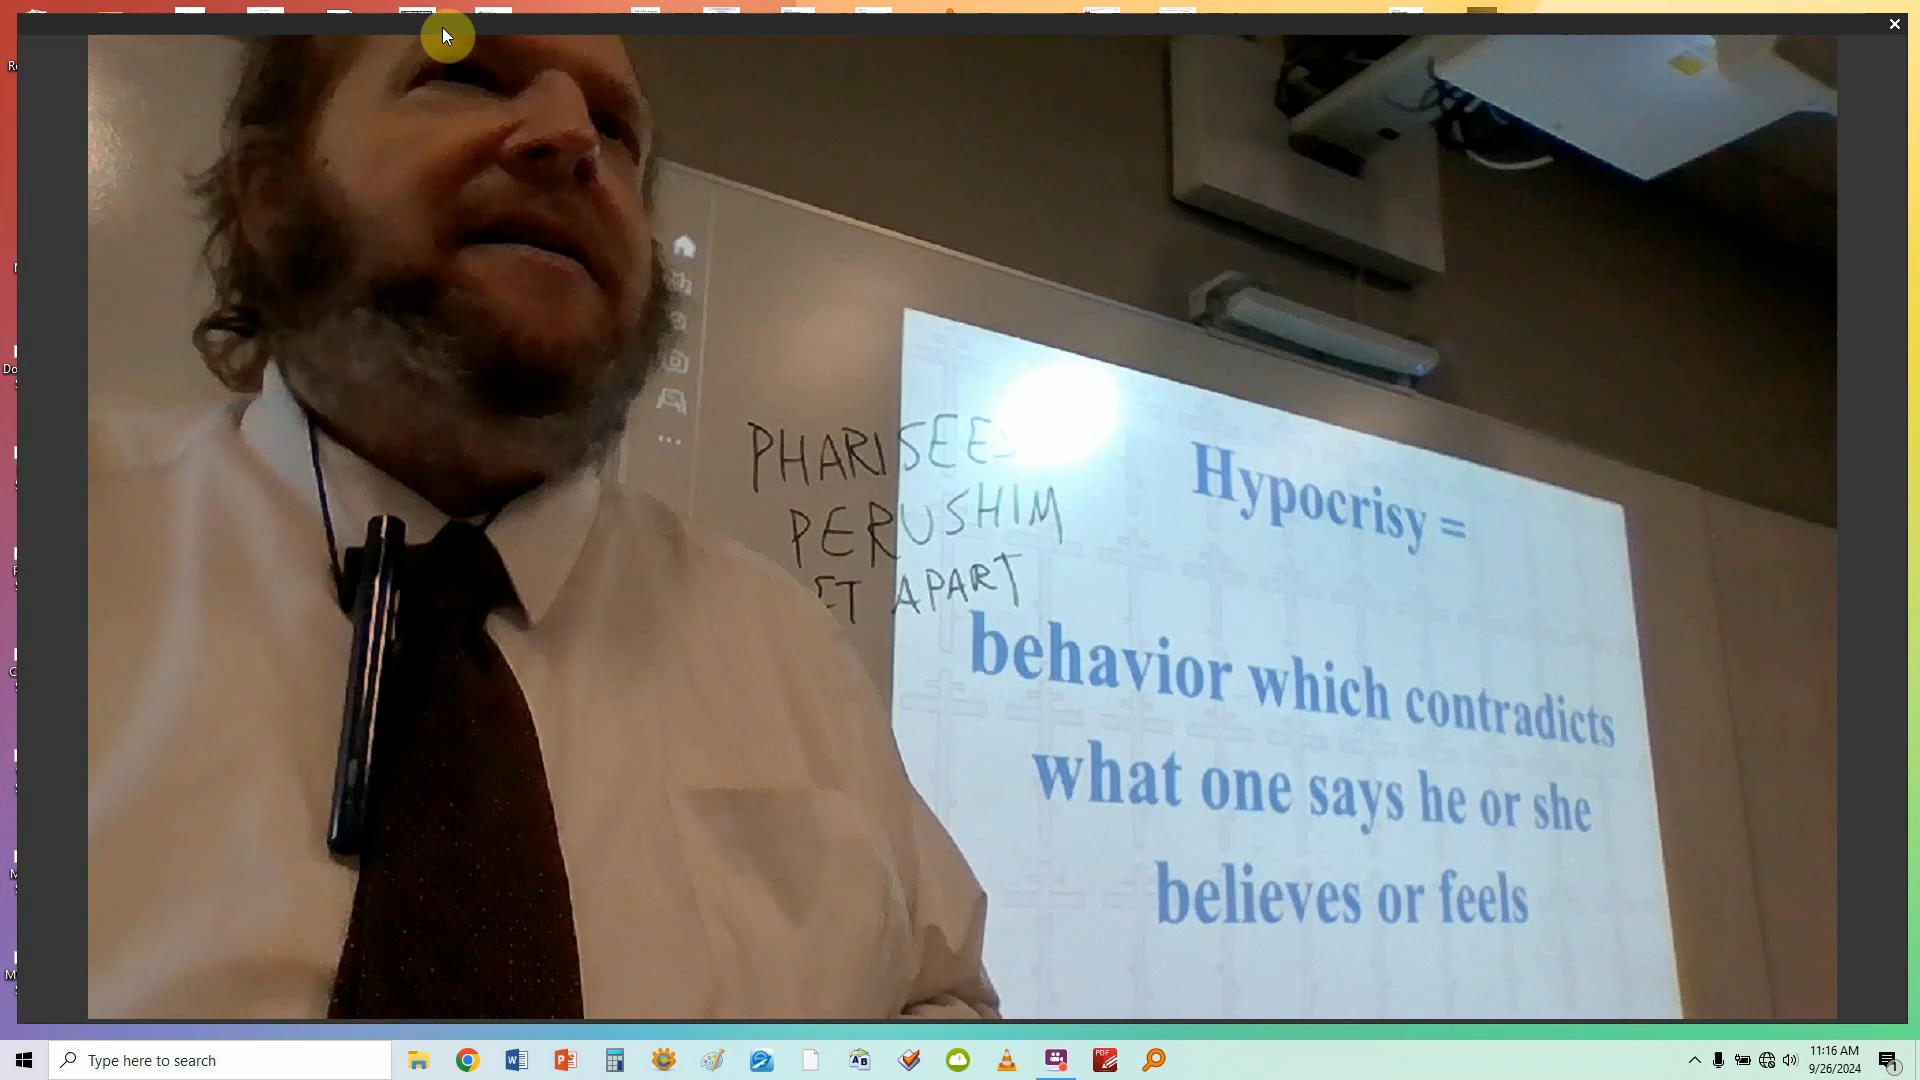 PHARISEES
PERUSHIM
SET APART
Hypocrisy =
behavior which contradicts
what one says he or she
believes or feels
Type here to search
11:16 AM
9/26/2024